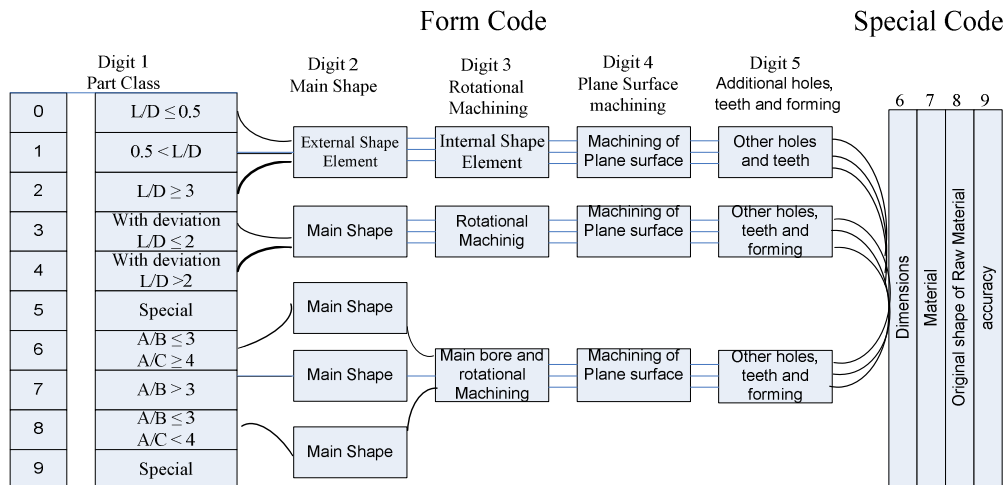 Form Code
Special Code
Digit 1
Part Class
Digit 2
Main Shape
Digit 3
Rotational
Machining
Digit 4
Plane Surface
machining
Digit 5
Additional holes,
teeth and forming
6 7 8 9
0
L/D ≤ 0.5
1
0.5 < L/D
2
L/D ≥ 3
3
With deviation
L/D ≤2
4
With deviation
L/D >2
5
Special
6
A/B ≤ 3
A/C ≥ 4
7
A/B > 3
8
A/B ≤ 3
A/C < 4
9
Special
External Shape
Element
Internal Shape
Element
Machining of
Plane surface
Other holes
and teeth
Main Shape
Rotational
Machinig
Machining of
Plane surface
Other holes,
teeth and
forming
Main Shape
Main Shape
Main Shape
Main bore and
rotational
Machining
Machining of
Plane surface
Other holes,
teeth and
forming
Dimensions
Material
Original shape of Raw Material
accuracy